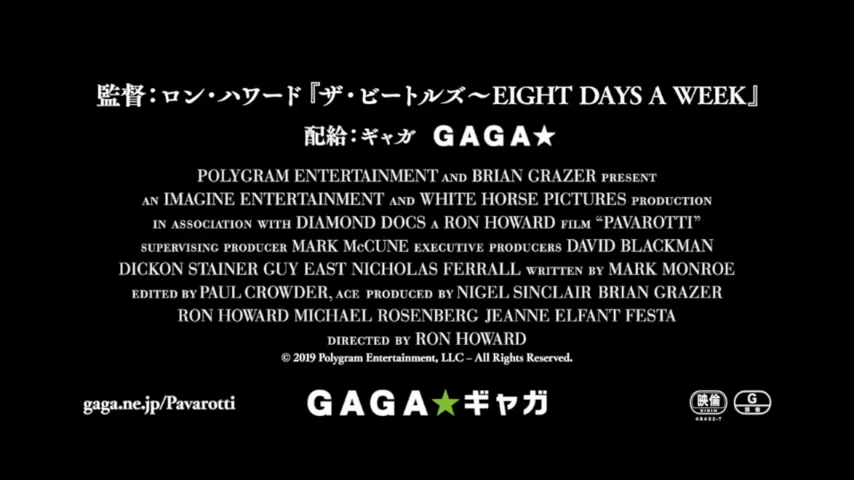 監督：ロン・ハワード『ザ・ビートルズ～EIGHT DAYS A WEEK』
配給：ギャガ GAGA★
POLYGRAM ENTERTAINMENT AND BRIAN GRAZER PRESENT
AN IMAGINE ENTERTAINMENT AND WHITE HORSE PICTURES PRODUCTION
IN ASSOCIATION WITH DIAMOND DOCS A RON HOWARD FILM “PAVAROTTI”
SUPERVISING PRODUCER MARK McCUNE EXECUTIVE PRODUCERS DAVID BLACKMAN
DICKON STAINER GUY EAST NICHOLAS FERRALL WRITTEN BY MARK MONROE
EDITED BY PAUL CROWDER, ACE PRODUCED BY NIGEL SINCLAIR BRIAN GRAZER
RON HOWARD MICHAEL ROSENBERG JEANNE ELFANT FESTA
DIRECTED BY RON HOWARD
© 2019 Polygram Entertainment, LLC – All Rights Reserved.
gaga.ne.jp/Pavarotti GAGA★ギャガ 映倫 EIRIN G